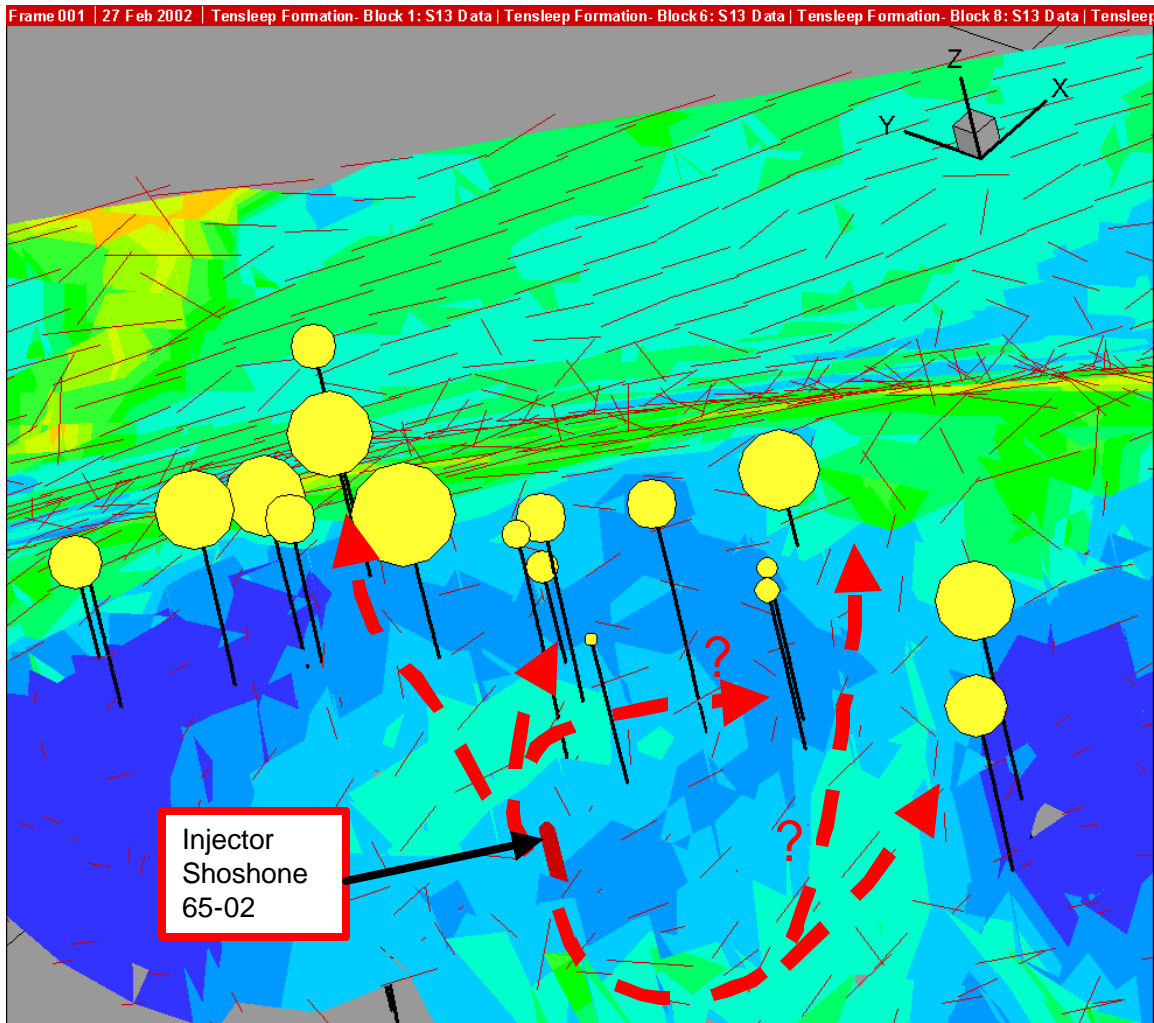 Frame 001 | 27 Feb 2002 | Tensleep Formation- Block 1: S13 Data | Tensleep Formation- Block 6: S13 Data | Tensleep Formation- Block 8: S13 Data | Tensleep
Z
X
Y
?
?
Injector
Shoshone
65-02